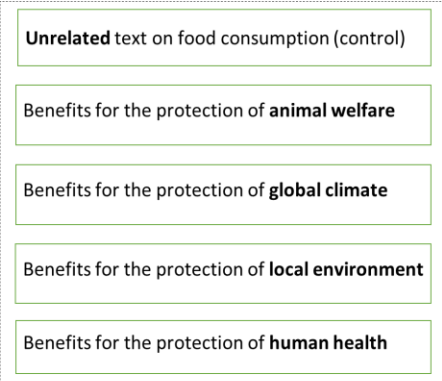 Unrelated text on food consumption (control)
Benefits for the protection of animal welfare
Benefits for the protection of global climate
Benefits for the protection of local environment
Benefits for the protection of human health